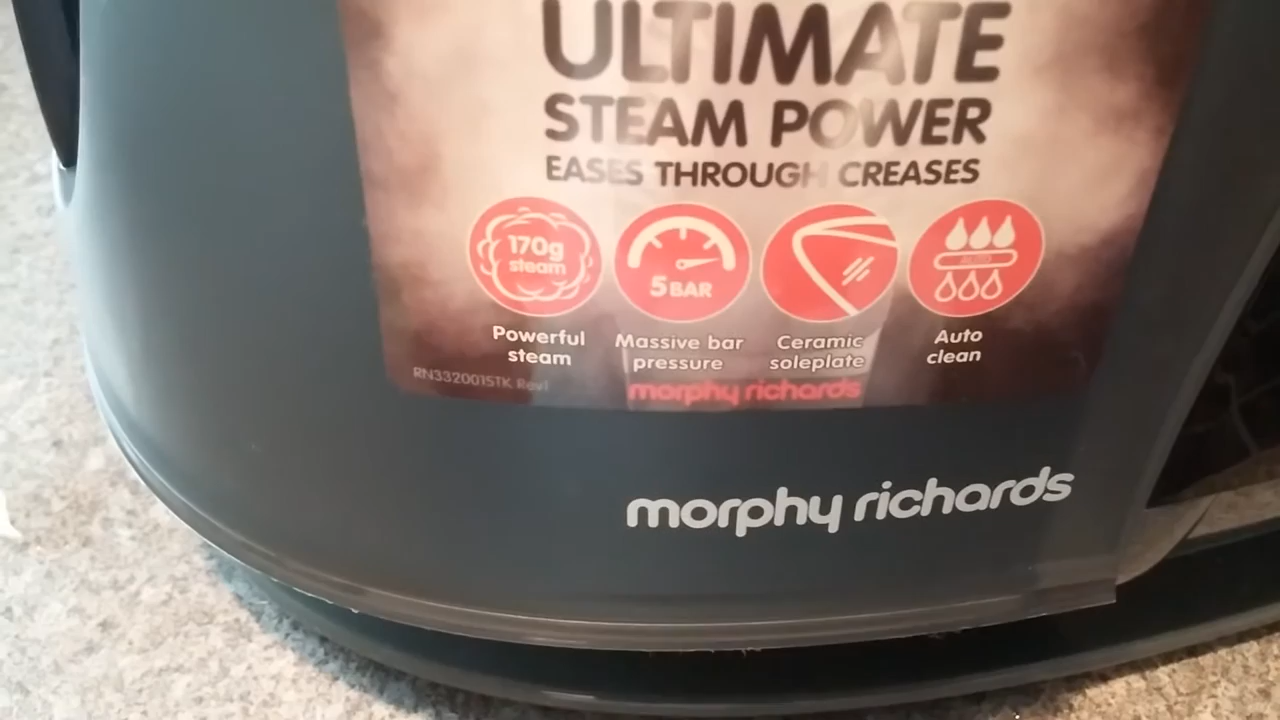 ULTIMATE
STEAM POWER
EASES THROUGH CREASES
170g
steam
5 BAR
AUTO
Powerful
steam
Massive bar
pressure
Ceramic
soleplate
Auto
clean
RN332001STK Rev1
morphy richards
morphy richards